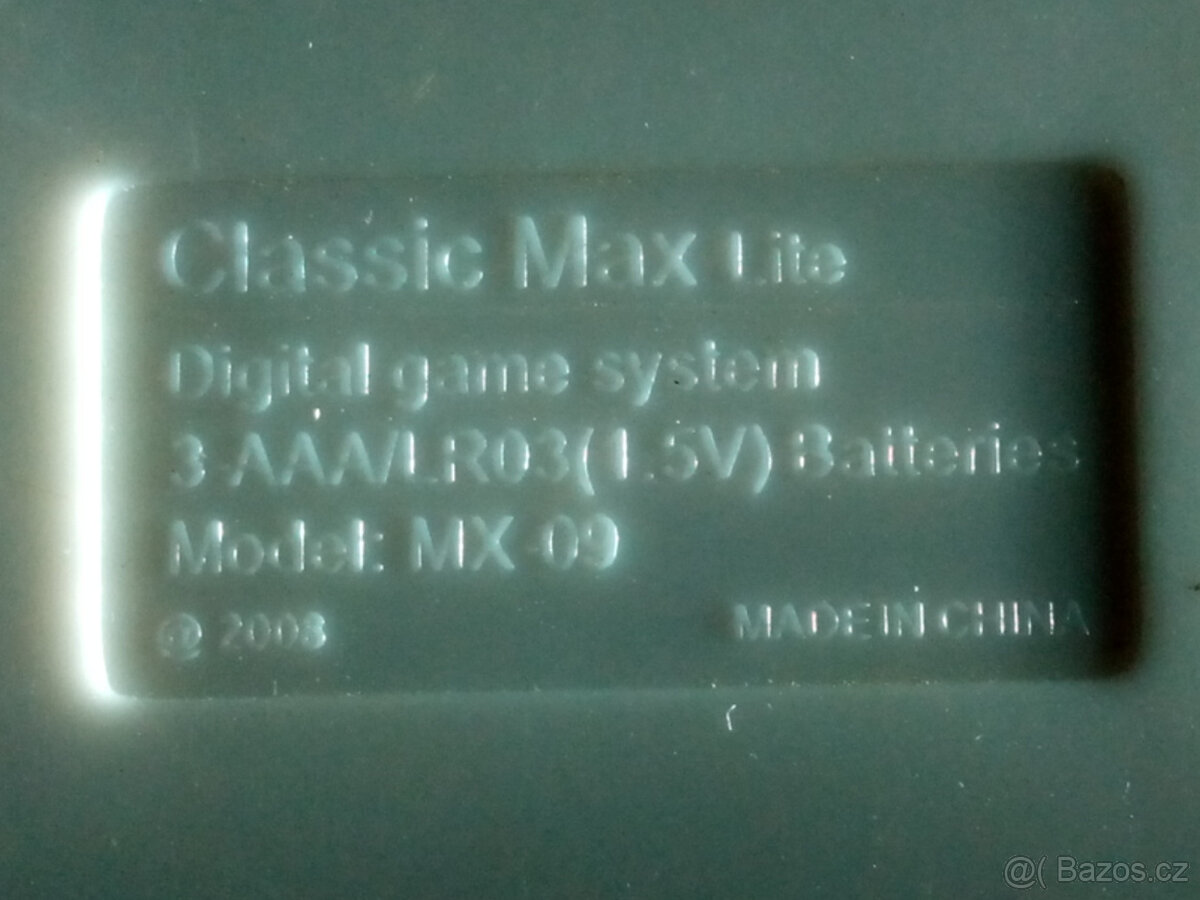 Classic Max Lite
Digital game system
3 AAA/LR03(1.5V) Batteries
Model: MX-09
@ 2008
MADE IN CHINA
@( Bazos.cz